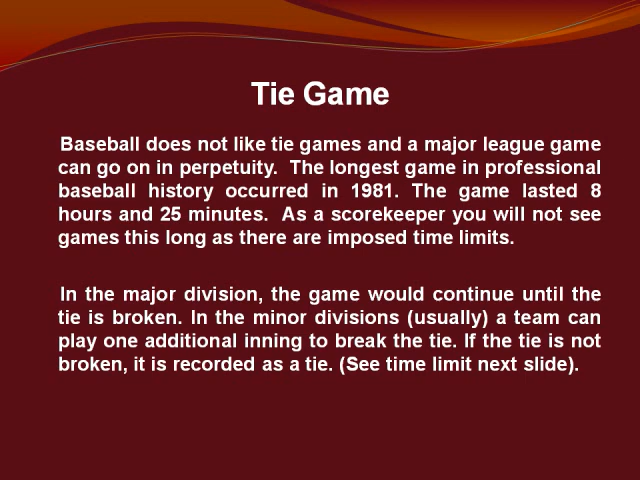 Tie Game
Baseball does not like tie games and a major league game
can go on in perpetuity.  The longest game in professional
baseball history occurred in 1981. The game lasted 8
hours and 25 minutes.  As a scorekeeper you will not see
games this long as there are imposed time limits.
In the major division, the game would continue until the
tie is broken. In the minor divisions (usually) a team can
play one additional inning to break the tie. If the tie is not
broken, it is recorded as a tie. (See time limit next slide).